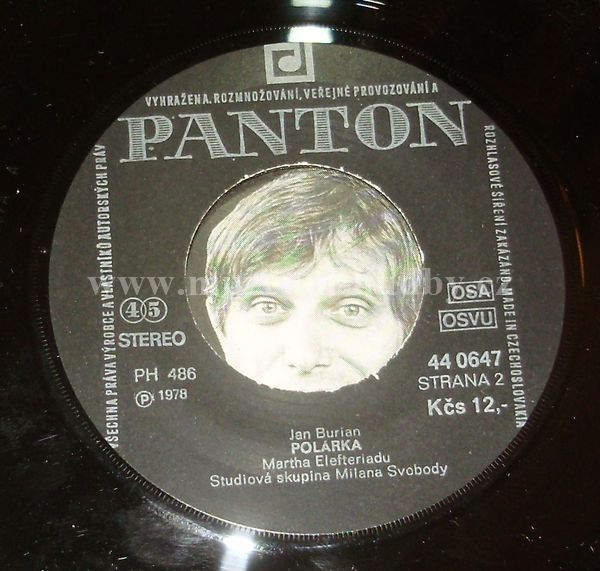 VYHRAŽENA. ROZMNOŽOVÁNÍ, VEŘEJNÉ PROVOZOVÁNÍ A
PANTON
VŠECHNA PRÁVA VÝROBCE A VLASTNÍKŮ AUTORSKÝCH PRÁV
ROZHLASOVÉ ŠÍŘENÍ ZAKÁZÁNO. MADE IN CZECHOSLOVAKIA
45
STEREO
PH 486
Ⓟ 1978
OSA
OSVU
44 0647
STRANA 2
Kčs 12,-
Jan Burian
POLÁRKA
Martha Elefteriadu
Studiová skupina Milana Svobody